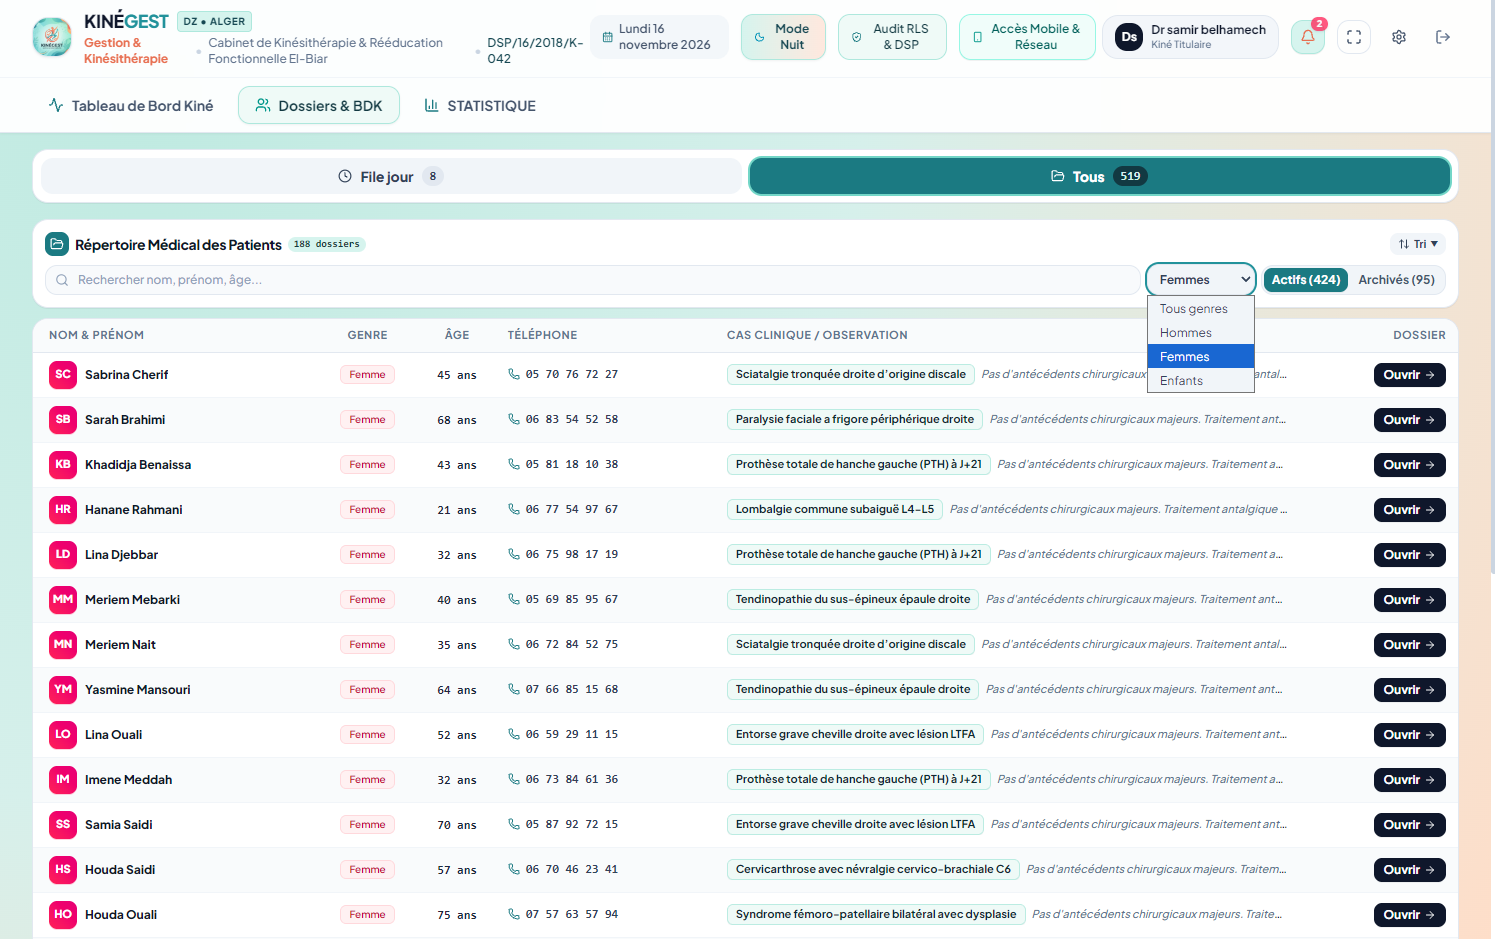 KINÉGEST DZ ● ALGER
Gestion & Kinésithérapie
Cabinet de Kinésithérapie & Rééducation Fonctionnelle El-Biar
DSP/16/2018/K-042
Lundi 16 novembre 2026
Mode Nuit
Audit RLS & DSP
Accès Mobile & Réseau
Ds
Dr samir belhamech
Kiné Titulaire
2
Tableau de Bord Kiné
Dossiers & BDK
STATISTIQUE
File jour 8
Tous 519
Répertoire Médical des Patients 188 dossiers
Tri ▼
Rechercher nom, prénom, âge...
Femmes
Actifs (424)
Archivés (95)
Tous genres
Hommes
Femmes
Enfants
NOM & PRÉNOM GENRE ÂGE TÉLÉPHONE CAS CLINIQUE / OBSERVATION DOSSIER
SC Sabrina Cherif Femme 45 ans 05 70 76 72 27 Sciatalgie tronquée droite d'origine discale Pas d'antécédents chirurgicaux antal... Ouvrir →
SB Sarah Brahimi Femme 68 ans 06 83 54 52 58 Paralysie faciale a frigore périphérique droite Pas d'antécédents chirurgicaux majeurs. Traitement ant... Ouvrir →
KB Khadidja Benaissa Femme 43 ans 05 81 18 10 38 Prothèse totale de hanche gauche (PTH) à J+21 Pas d'antécédents chirurgicaux majeurs. Traitement a... Ouvrir →
HR Hanane Rahmani Femme 21 ans 06 77 54 97 67 Lombalgie commune subaiguë L4-L5 Pas d'antécédents chirurgicaux majeurs. Traitement antalgique ... Ouvrir →
LD Lina Djebbar Femme 32 ans 06 75 98 17 19 Prothèse totale de hanche gauche (PTH) à J+21 Pas d'antécédents chirurgicaux majeurs. Traitement a... Ouvrir →
MM Meriem Mebarki Femme 40 ans 05 69 85 95 67 Tendinopathie du sus-épineux épaule droite Pas d'antécédents chirurgicaux majeurs. Traitement ant... Ouvrir →
MN Meriem Nait Femme 35 ans 06 72 84 52 75 Sciatalgie tronquée droite d'origine discale Pas d'antécédents chirurgicaux majeurs. Traitement antal... Ouvrir →
YM Yasmine Mansouri Femme 64 ans 07 66 85 15 68 Tendinopathie du sus-épineux épaule droite Pas d'antécédents chirurgicaux majeurs. Traitement ant... Ouvrir →
LO Lina Ouali Femme 52 ans 06 59 29 11 15 Entorse grave cheville droite avec lésion LTFA Pas d'antécédents chirurgicaux majeurs. Traitement ant... Ouvrir →
IM Imene Meddah Femme 32 ans 06 73 84 61 36 Prothèse totale de hanche gauche (PTH) à J+21 Pas d'antécédents chirurgicaux majeurs. Traitement a... Ouvrir →
SS Samia Saidi Femme 70 ans 05 87 92 72 15 Entorse grave cheville droite avec lésion LTFA Pas d'antécédents chirurgicaux majeurs. Traitement ant... Ouvrir →
HS Houda Saidi Femme 57 ans 06 70 46 23 41 Cervicarthrose avec névralgie cervico-brachiale C6 Pas d'antécédents chirurgicaux majeurs. Traitem... Ouvrir →
HO Houda Ouali Femme 75 ans 07 57 63 57 94 Syndrome fémoro-patellaire bilatéral avec dysplasie Pas d'antécédents chirurgicaux majeurs. Traite... Ouvrir →